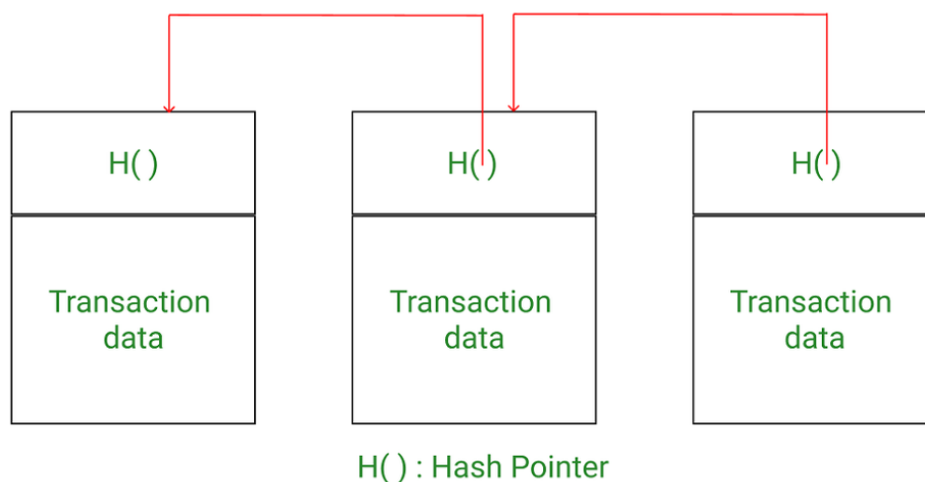 H( )
H( )
H( )
Transaction
data
Transaction
data
Transaction
data
H( ) : Hash Pointer